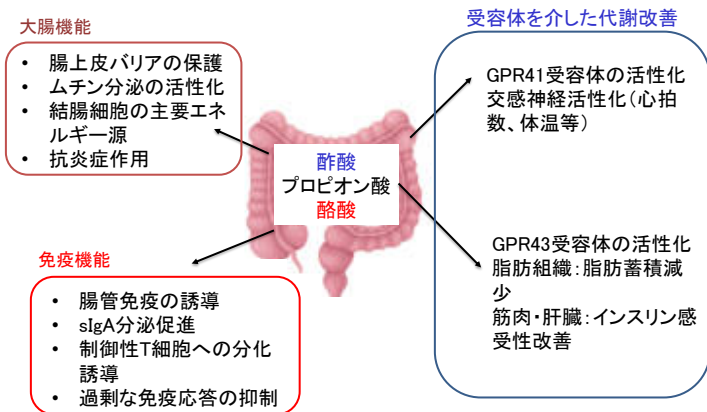 大腸機能
• 腸上皮バリアの保護
• ムチン分泌の活性化
• 結腸細胞の主要エネ
ルギー源
• 抗炎症作用
受容体を介した代謝改善
GPR41受容体の活性化
交感神経活性化(心拍
数、体温等)
酢酸
プロピオン酸
酪酸
GPR43受容体の活性化
脂肪組織:脂肪蓄積減
少
筋肉・肝臓:インスリン感
受性改善
免疫機能
• 腸管免疫の誘導
• sIgA分泌促進
• 制御性T細胞への分化
誘導
• 過剰な免疫応答の抑制